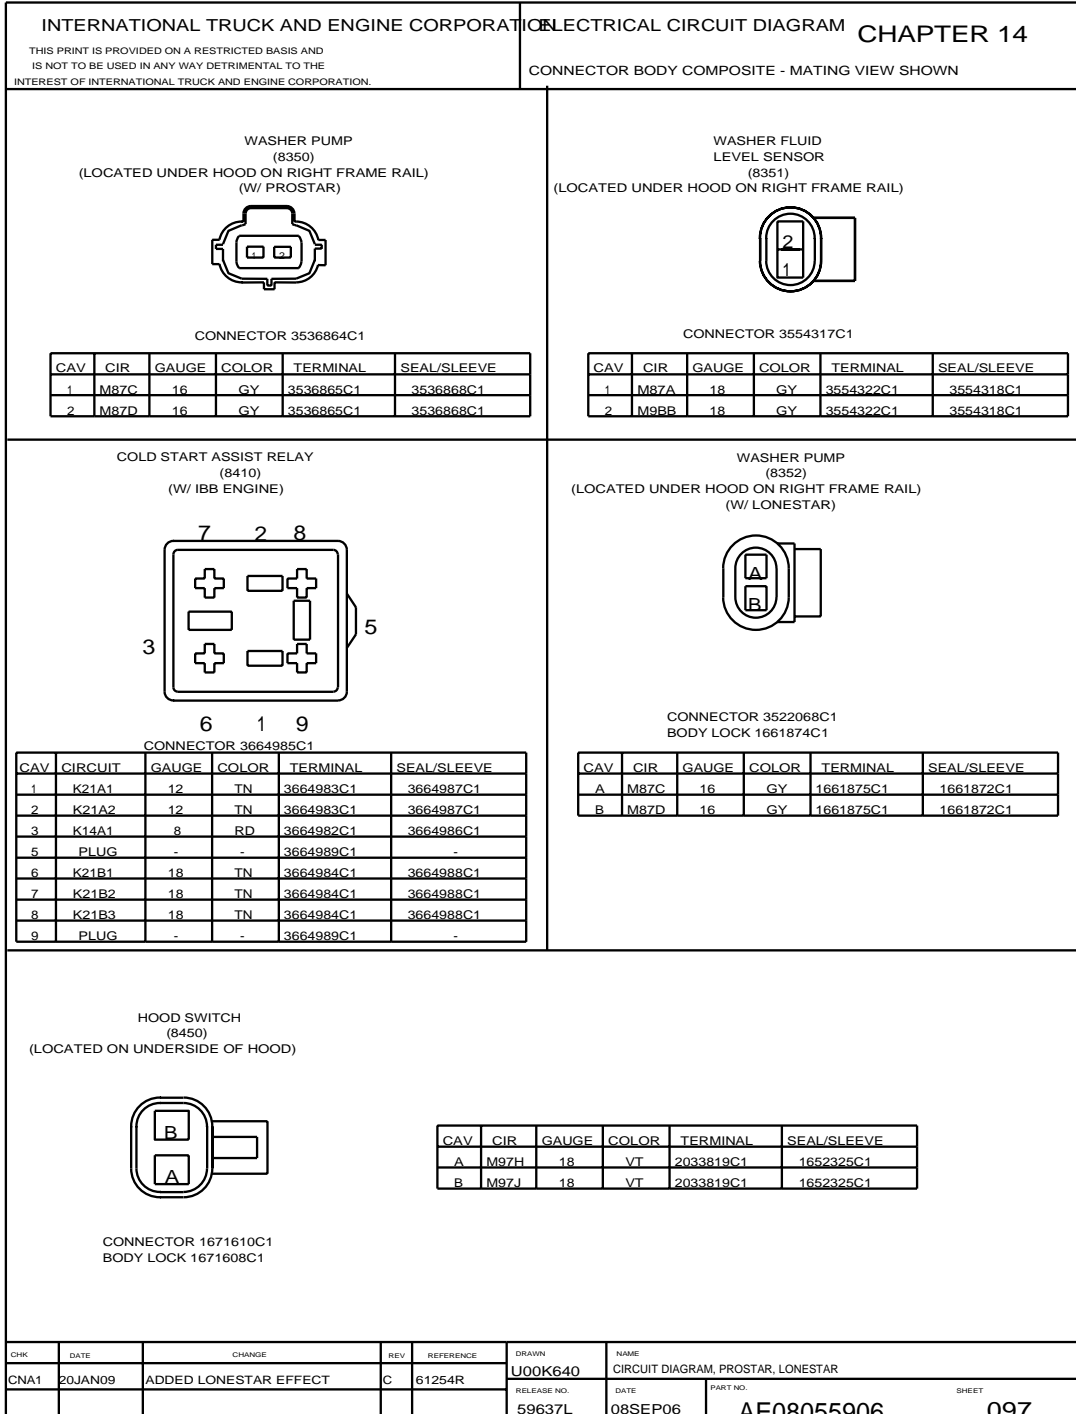 INTERNATIONAL TRUCK AND ENGINE CORPORATION
THIS PRINT IS PROVIDED ON A RESTRICTED BASIS AND
IS NOT TO BE USED IN ANY WAY DETRIMENTAL TO THE
INTEREST OF INTERNATIONAL TRUCK AND ENGINE CORPORATION.
ELECTRICAL CIRCUIT DIAGRAM CHAPTER 14
CONNECTOR BODY COMPOSITE - MATING VIEW SHOWN
WASHER PUMP
(8350)
(LOCATED UNDER HOOD ON RIGHT FRAME RAIL)
(W/ PROSTAR)
1 2
CONNECTOR 3536864C1
CAV CIR GAUGE COLOR TERMINAL SEAL/SLEEVE
1 M87C 16 GY 3536865C1 3536868C1
2 M87D 16 GY 3536865C1 3536868C1
WASHER FLUID
LEVEL SENSOR
(8351)
(LOCATED UNDER HOOD ON RIGHT FRAME RAIL)
2
1
CONNECTOR 3554317C1
CAV CIR GAUGE COLOR TERMINAL SEAL/SLEEVE
1 M87A 18 GY 3554322C1 3554318C1
2 M9BB 18 GY 3554322C1 3554318C1
COLD START ASSIST RELAY
(8410)
(W/ IBB ENGINE)
7 2 8
5
3
6 1 9
CONNECTOR 3664985C1
CAV CIRCUIT GAUGE COLOR TERMINAL SEAL/SLEEVE
1 K21A1 12 TN 3664983C1 3664987C1
2 K21A2 12 TN 3664983C1 3664987C1
3 K14A1 8 RD 3664982C1 3664986C1
5 PLUG - - 3664989C1 -
6 K21B1 18 TN 3664984C1 3664988C1
7 K21B2 18 TN 3664984C1 3664988C1
8 K21B3 18 TN 3664984C1 3664988C1
9 PLUG - - 3664989C1 -
WASHER PUMP
(8352)
(LOCATED UNDER HOOD ON RIGHT FRAME RAIL)
(W/ LONESTAR)
A
B
CONNECTOR 3522068C1
BODY LOCK 1661874C1
CAV CIR GAUGE COLOR TERMINAL SEAL/SLEEVE
A M87C 16 GY 1661875C1 1661872C1
B M87D 16 GY 1661875C1 1661872C1
HOOD SWITCH
(8450)
(LOCATED ON UNDERSIDE OF HOOD)
B
A
CONNECTOR 1671610C1
BODY LOCK 1671608C1
CAV CIR GAUGE COLOR TERMINAL SEAL/SLEEVE
A M97H 18 VT 2033819C1 1652325C1
B M97J 18 VT 2033819C1 1652325C1
CHK DATE CHANGE REV REFERENCE
CNA1 20JAN09 ADDED LONESTAR EFFECT C 61254R
DRAWN
U00K640
NAME
CIRCUIT DIAGRAM, PROSTAR, LONESTAR
RELEASE NO.
59637L
DATE
08SEP06
PART NO.
AE08055906
SHEET
097